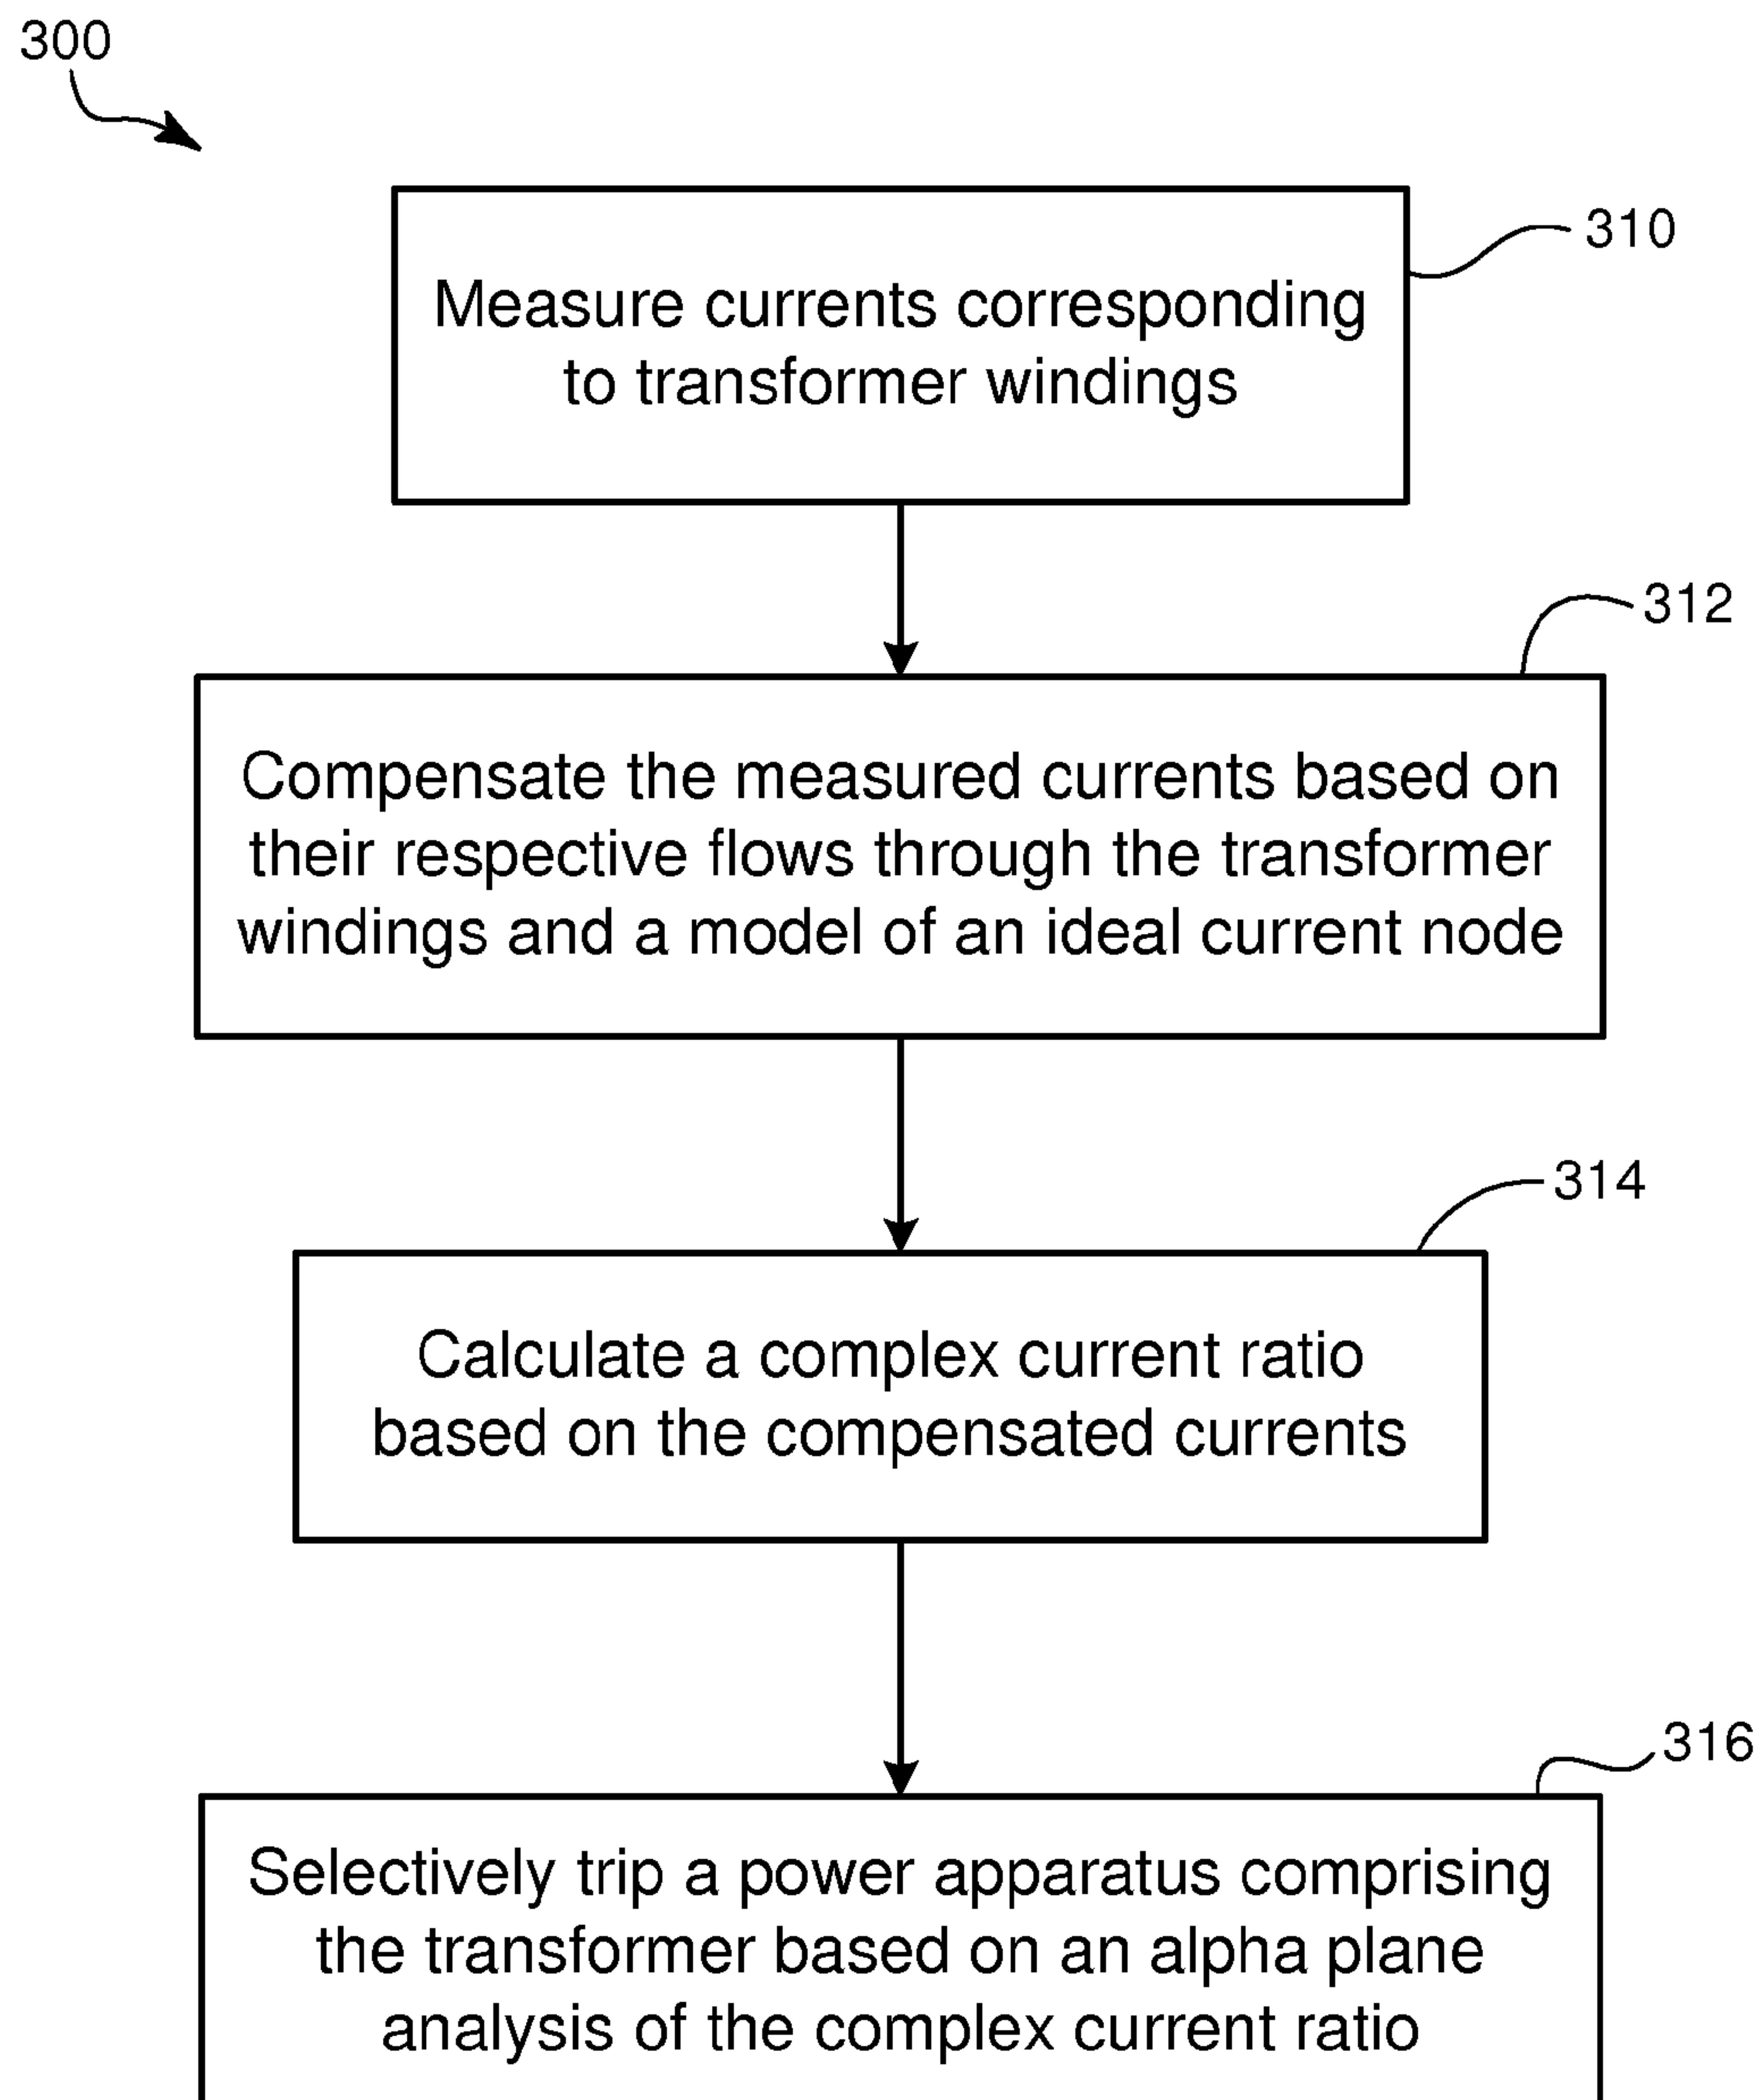 300
310
Measure currents corresponding
to transformer windings
312
Compensate the measured currents based on
their respective flows through the transformer
windings and a model of an ideal current node
314
Calculate a complex current ratio
based on the compensated currents
316
Selectively trip a power apparatus comprising
the transformer based on an alpha plane
analysis of the complex current ratio